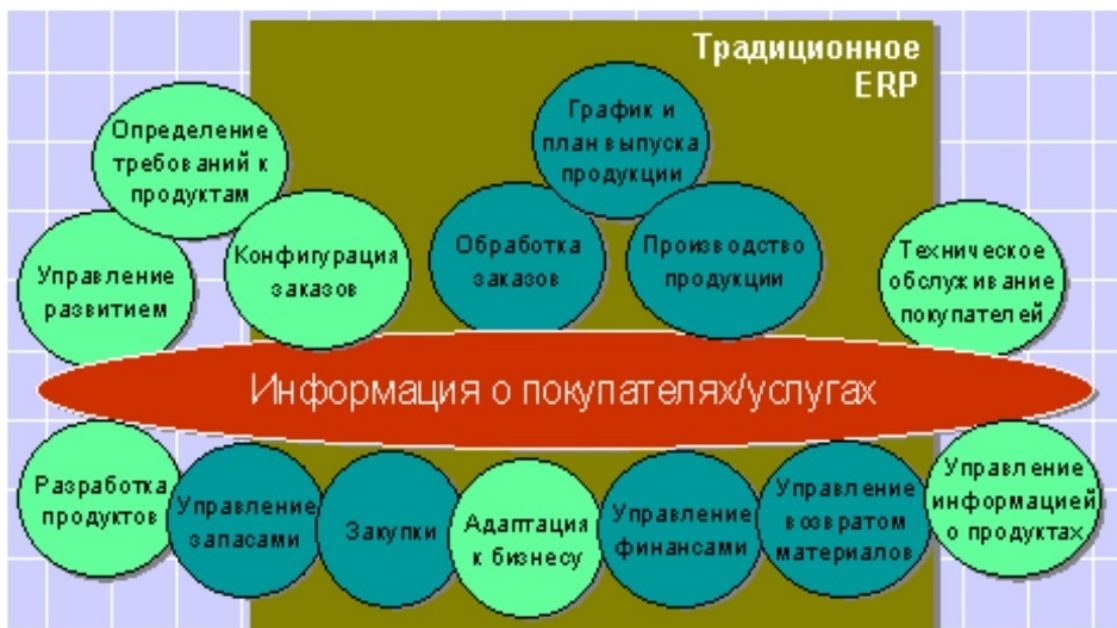 Традиционное
ERP
График и
план выпуска
продукции
Определение
требований к
продуктам
Управление
развитием
Конфигурация
заказов
Обработка
заказов
Производство
продукции
Техническое
обслуживание
покупателей
Информация о покупателях/услугах
Разработка
продуктов
Управление
запасами
Закупки
Адаптация
к бизнесу
Управление
финансами
Управление
возвратом
материалов
Управление
информацией
о продуктах